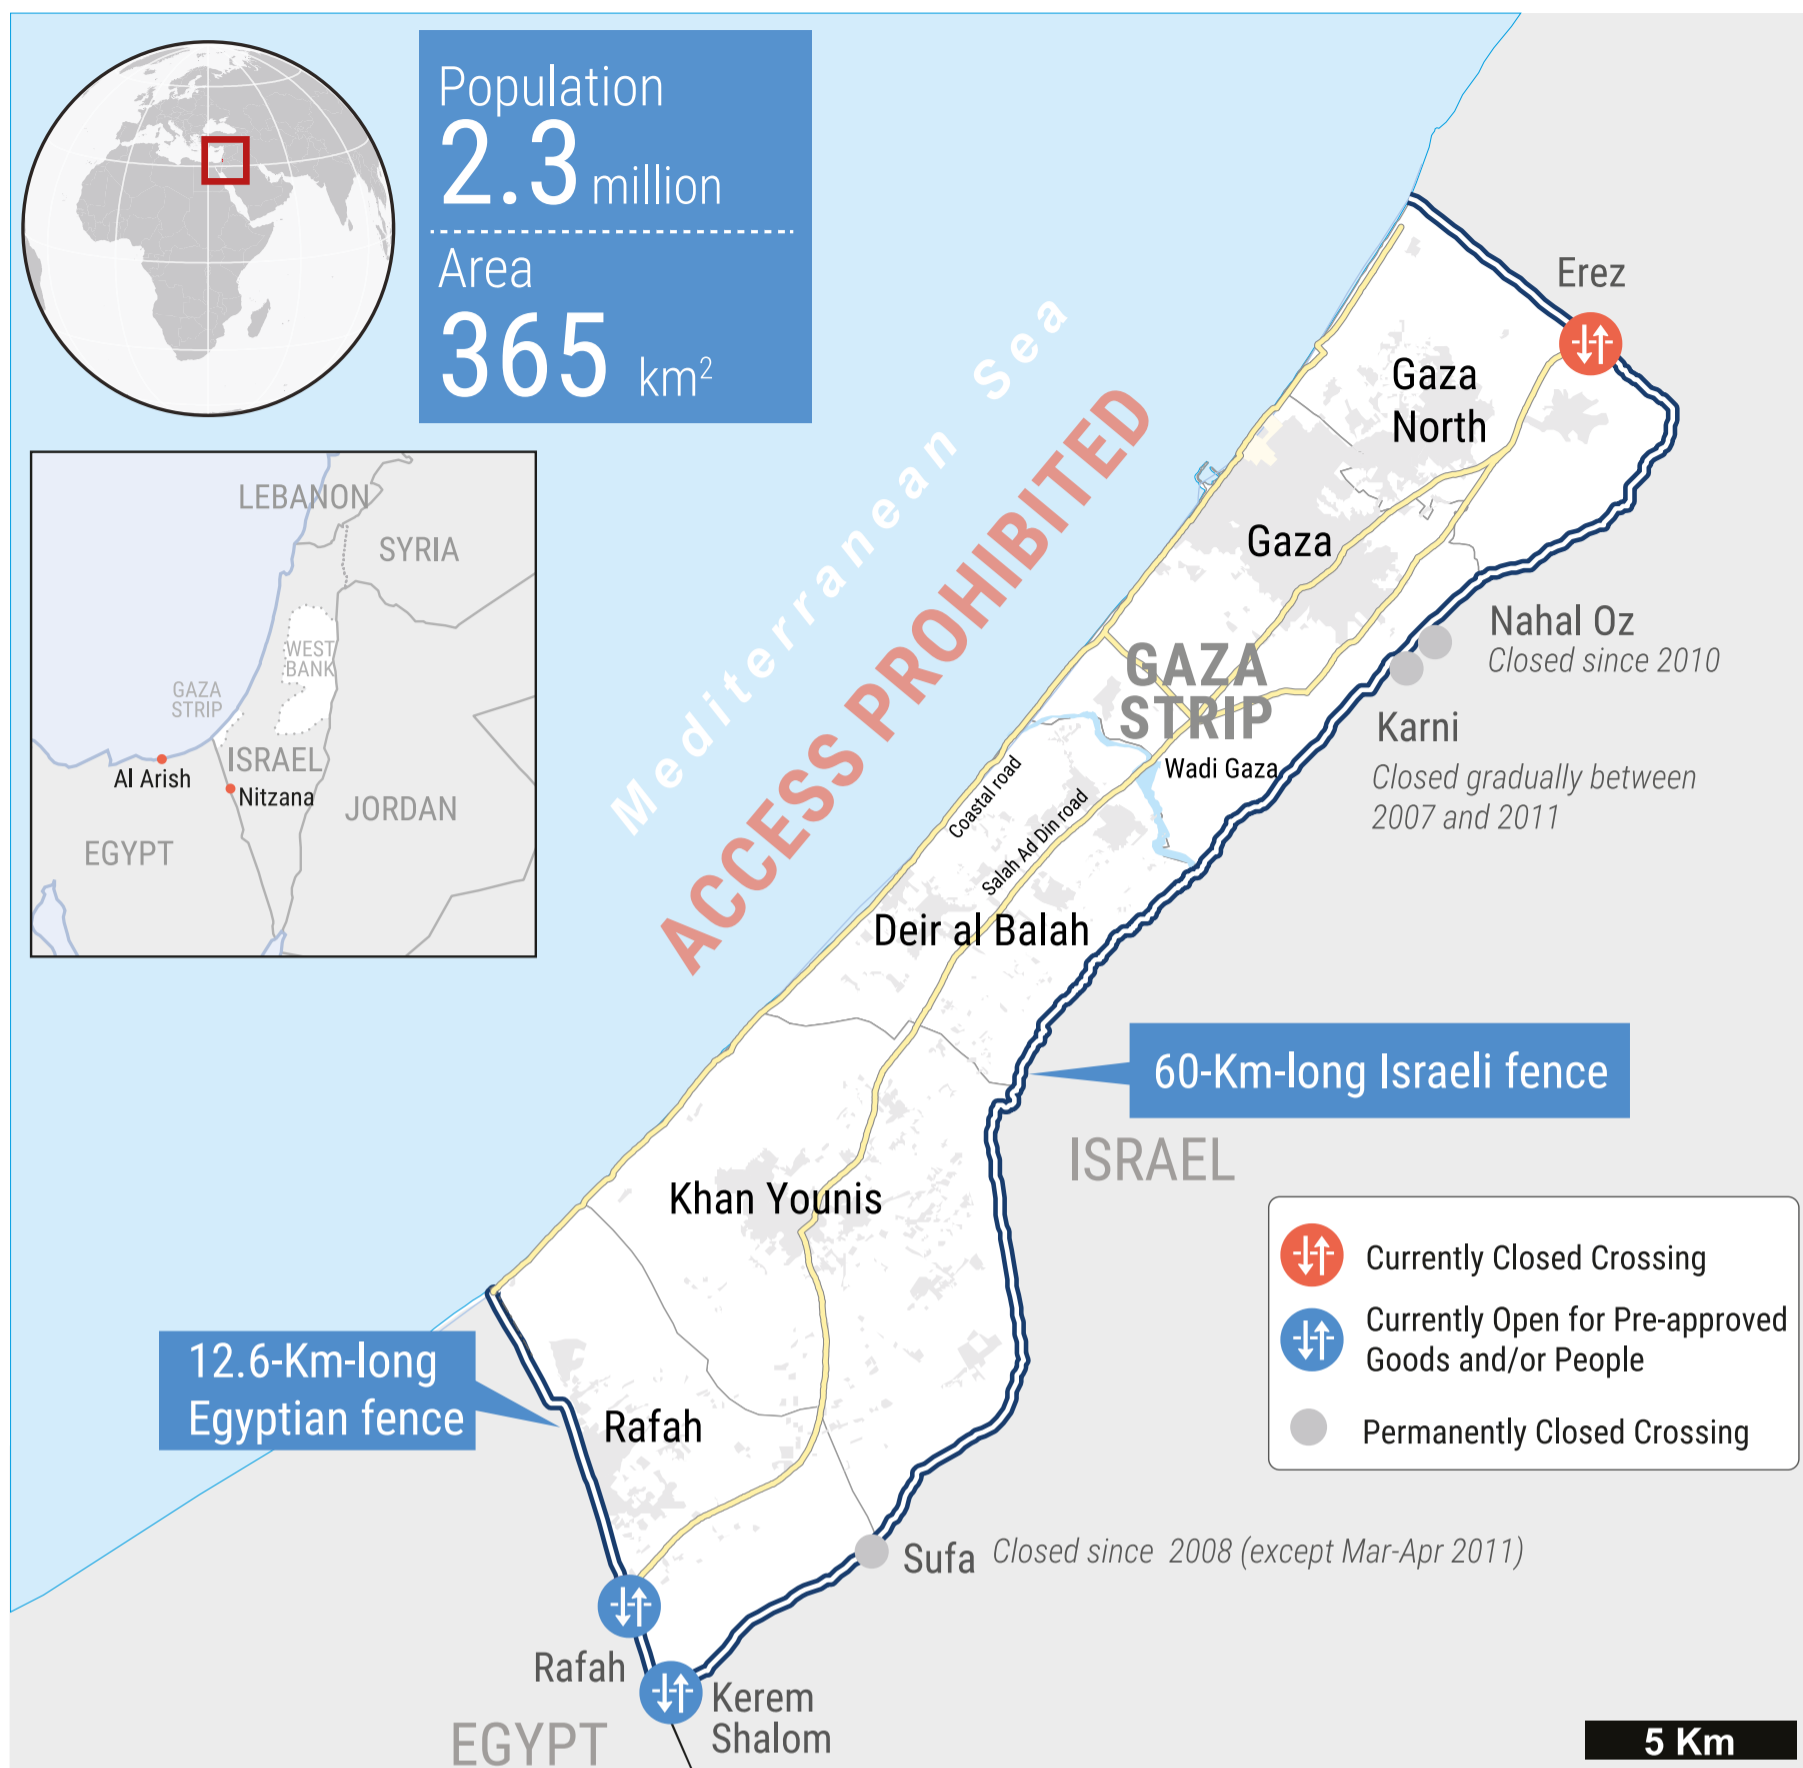 Population
2.3 million
Area
365 km²
LEBANON
SYRIA
WEST
BANK
GAZA
STRIP
ISRAEL
Al Arish
Nitzana
JORDAN
EGYPT
Mediterranean Sea
ACCESS PROHIBITED
Erez
Gaza
North
Gaza
Nahal Oz
Closed since 2010
GAZA
STRIP
Karni
Closed gradually between
2007 and 2011
Wadi Gaza
Coastal road
Salah Ad Din road
Deir al Balah
60-Km-long Israeli fence
ISRAEL
Khan Younis
12.6-Km-long
Egyptian fence
Rafah
Sufa Closed since 2008 (except Mar-Apr 2011)
Rafah
Kerem
Shalom
EGYPT
Currently Closed Crossing
Currently Open for Pre-approved
Goods and/or People
Permanently Closed Crossing
5 Km